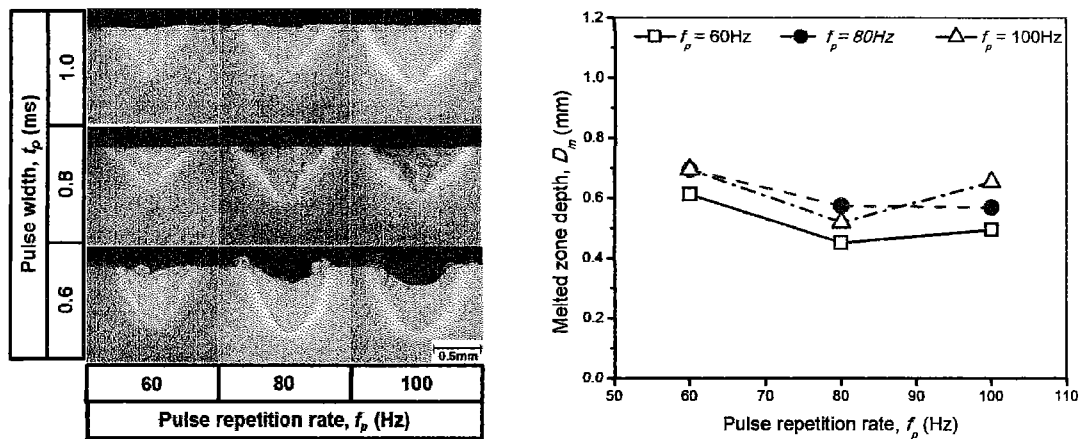 Pulse width, tp (ms)
1.0
0.8
0.6
0.5mm
60 80 100
Pulse repetition rate, fp (Hz)
fp = 60Hz fp = 80Hz fp = 100Hz
Melted zone depth, Dm (mm)
1.2
1.0
0.8
0.6
0.4
0.2
0.0
50 60 70 80 90 100 110
Pulse repetition rate, fp (Hz)